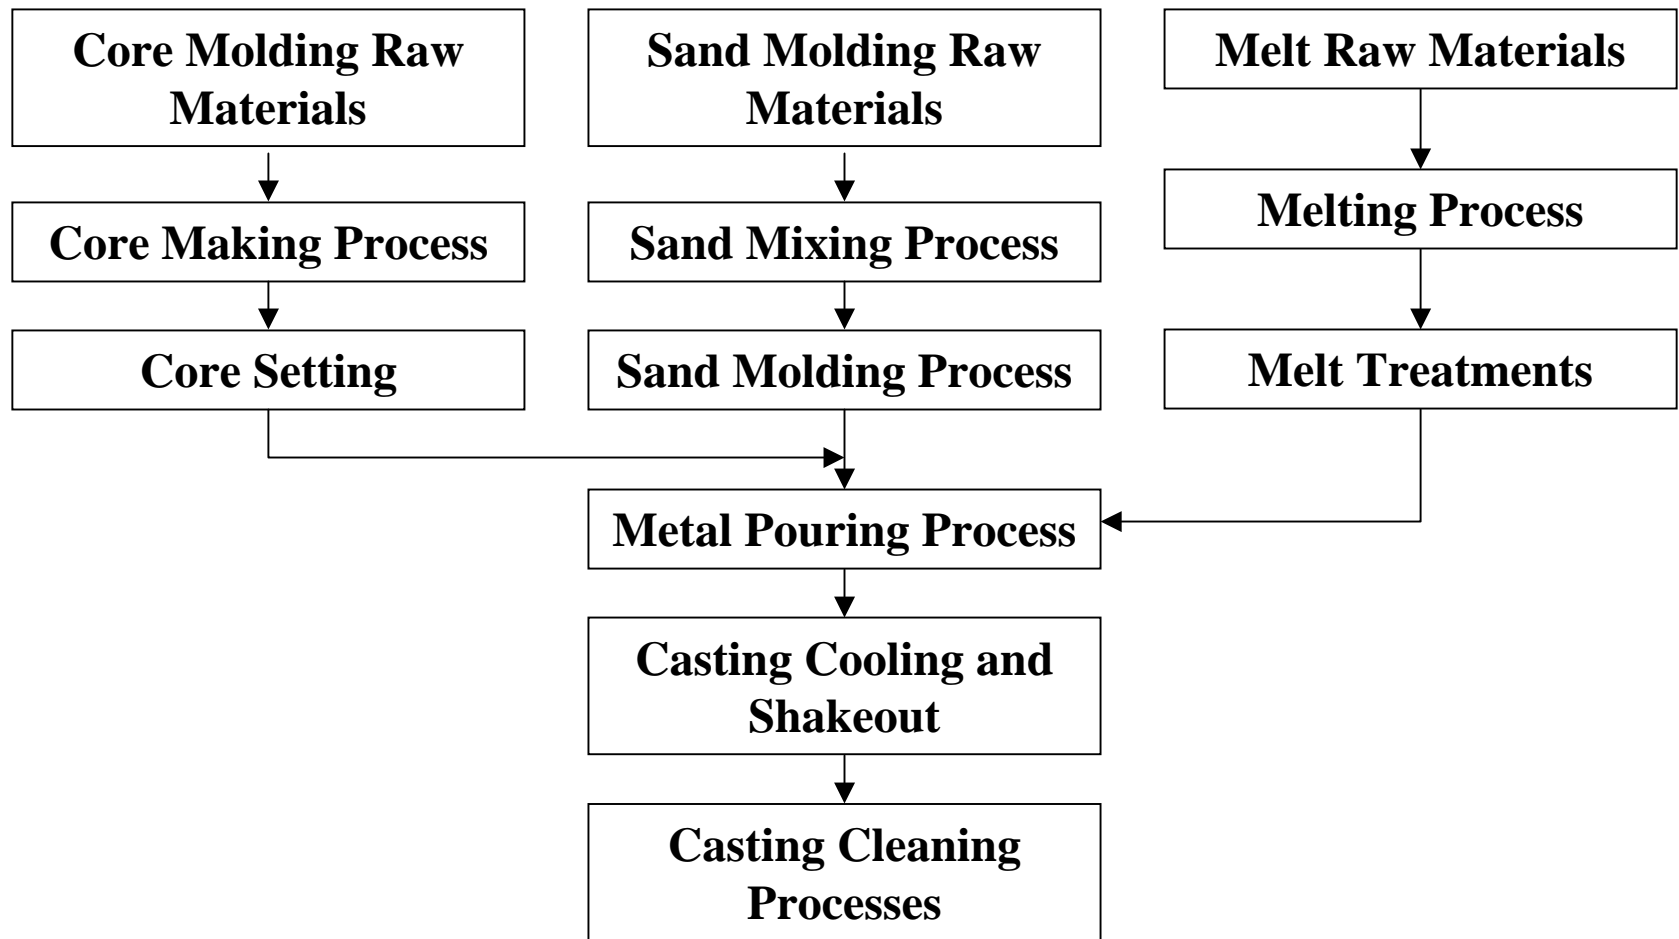 Core Molding Raw
Materials
Sand Molding Raw
Materials
Melt Raw Materials
Core Making Process
Sand Mixing Process
Melting Process
Core Setting
Sand Molding Process
Melt Treatments
Metal Pouring Process
Casting Cooling and
Shakeout
Casting Cleaning
Processes